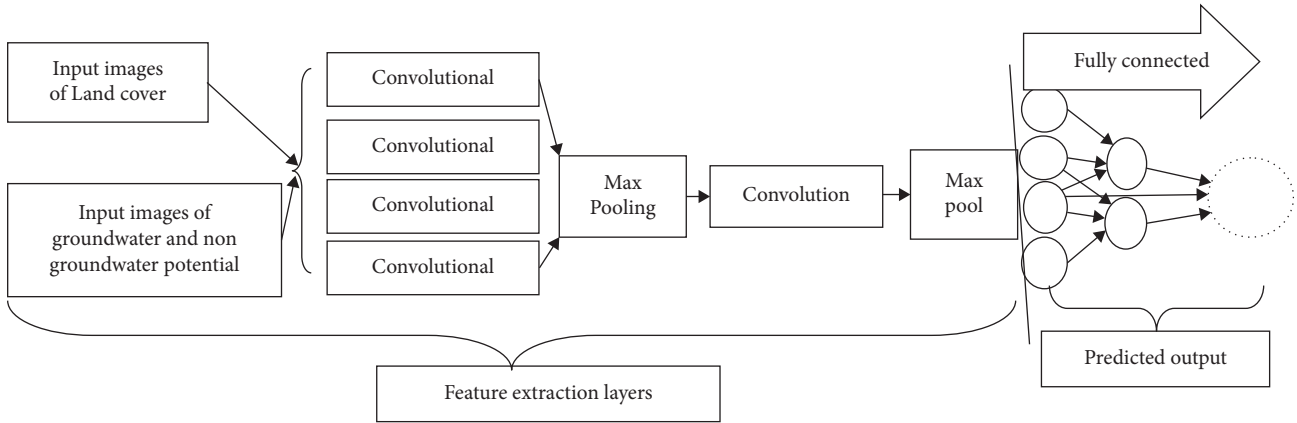 Input images
of Land cover
Input images of
groundwater and non
groundwater potential
Convolutional
Convolutional
Convolutional
Convolutional
Max
Pooling
Convolution
Max
pool
Fully connected
Feature extraction layers
Predicted output